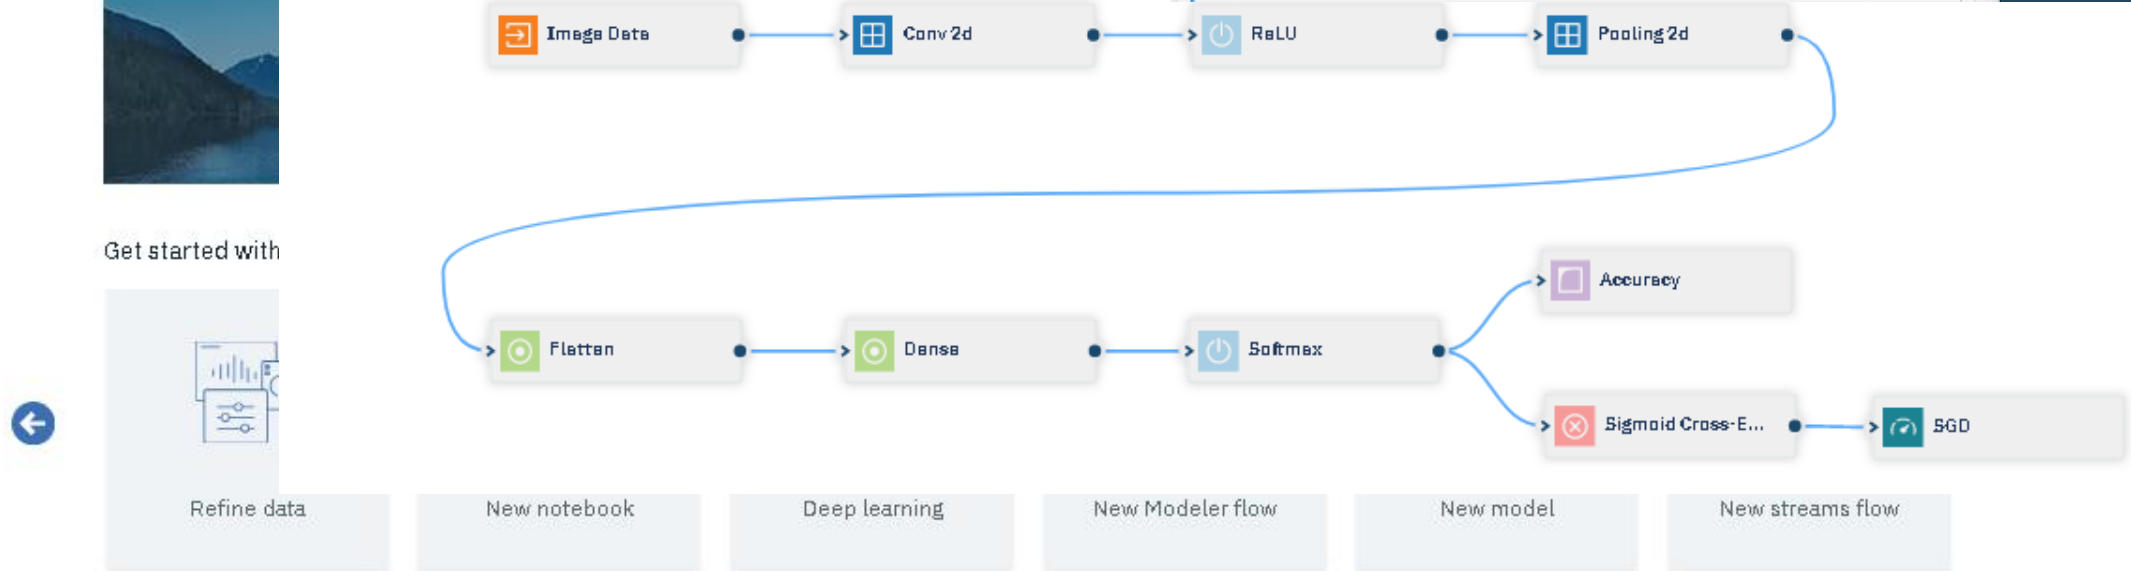 Image Data
Conv 2d
ReLU
Pooling 2d
Get started with
Accuracy
Flatten
Dense
Softmax
Sigmoid Cross-E...
SGD
Refine data
New notebook
Deep learning
New Modeler flow
New model
New streams flow